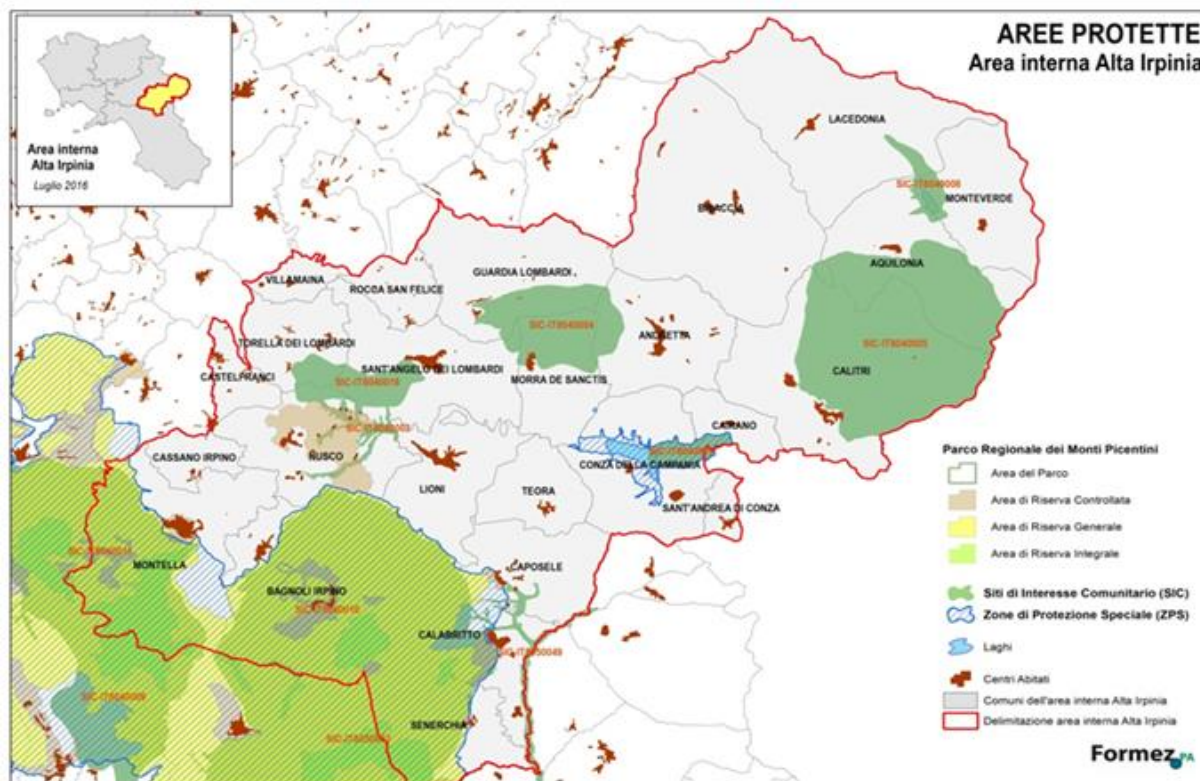 AREE PROTETTE
Area interna Alta Irpinia
Area interna
Alta Irpinia
Luglio 2016
LACEDONIA
SIC-IT8040008
MONTEVERDE
AQUILONIA
GUARDIA LOMBARDI
VILLAMAINA
ROCCA SAN FELICE
SIC-IT8040004
SIC-IT8040005
TORELLA DEI LOMBARDI
SANT'ANGELO DEI LOMBARDI
CALITRI
CASTELFRANCI
MORRA DE SANCTIS
CAIRANO
CASSANO IRPINO
NUSCO
CONZA DELLA CAMPANIA
LIONI
TEORA
SANT'ANDREA DI CONZA
MONTELLA
CAPOSELE
BAGNOLI IRPINO
CALABRITTO
SENERCHIA
Parco Regionale dei Monti Picentini
Area del Parco
Area di Riserva Controllata
Area di Riserva Generale
Area di Riserva Integrale
Siti di Interesse Comunitario (SIC)
Zone di Protezione Speciale (ZPS)
Laghi
Centri Abitati
Comuni dell'area interna Alta Irpinia
Delimitazione area interna Alta Irpinia
Formez PA